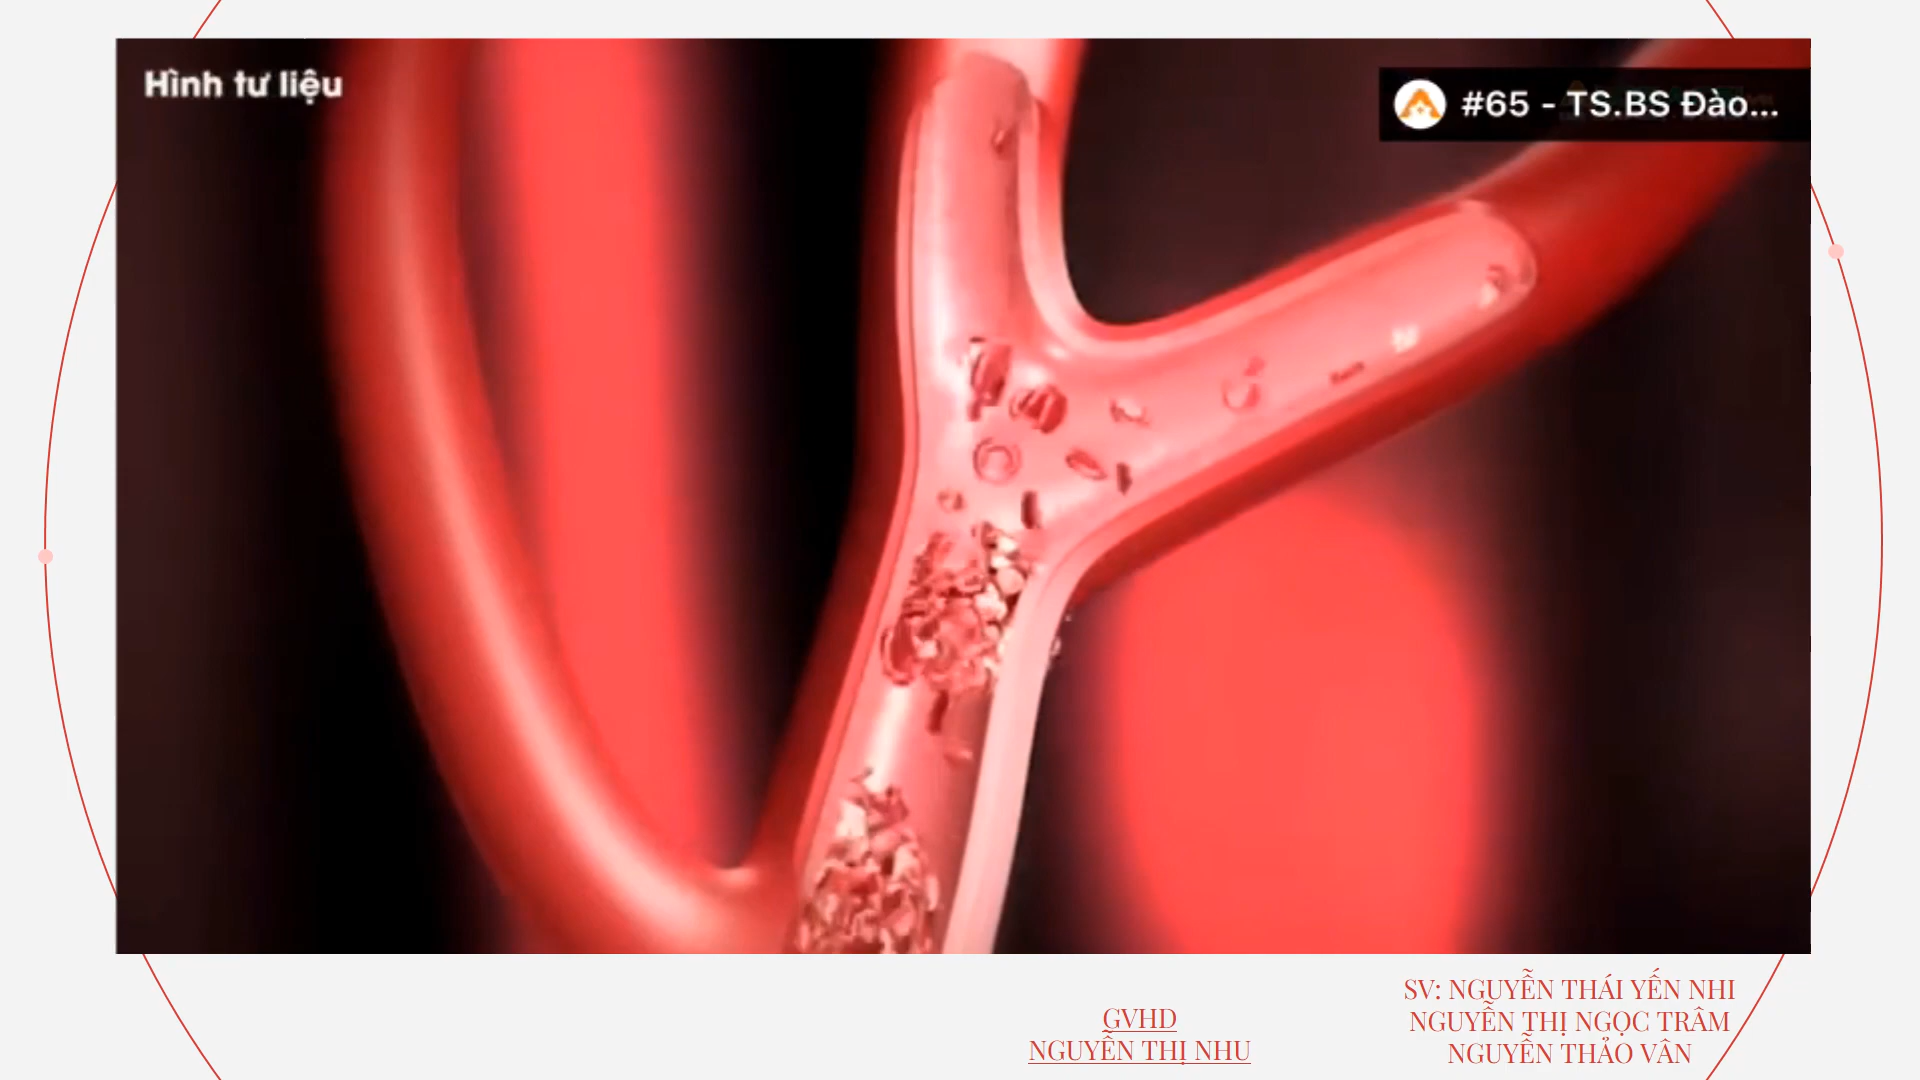 Hình tư liệu
#65 - TS.BS Đào...
GVHD
NGUYỄN THỊ NHU
SV: NGUYỄN THÁI YẾN NHI
NGUYỄN THỊ NGỌC TRÂM
NGUYỄN THẢO VÂN